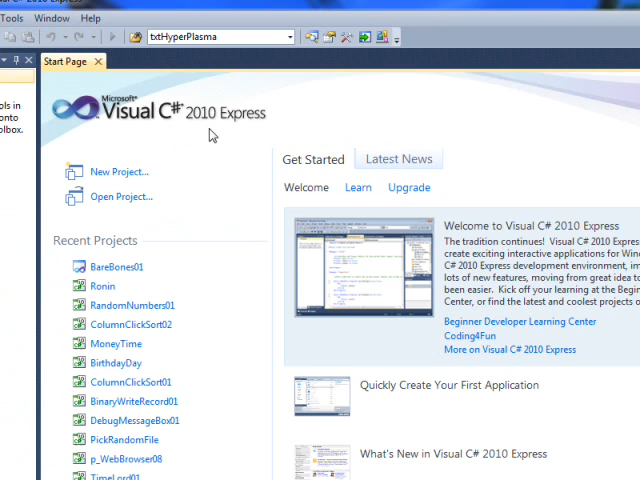 Tools Window Help
txtHyperPlasma
Start Page
ols in
onto
olbox.
Microsoft
Visual C# 2010 Express
New Project...
Open Project...
Recent Projects
BareBones01
Ronin
RandomNumbers01
ColumnClickSort02
MoneyTime
BirthdayDay
ColumnClickSort01
BinaryWriteRecord01
DebugMessageBox01
PickRandomFile
p_WebBrowser08
TimeLord01
Get Started Latest News
Welcome Learn Upgrade
Welcome to Visual C# 2010 Express
The tradition continues! Visual C# 2010 Expres
create exciting interactive applications for Win
C# 2010 Express development environment, im
lots of new features, moving from great idea to
been easier. Kick off your learning at the Begin
Center, or find the latest and coolest projects o
Beginner Developer Learning Center
Coding4Fun
More on Visual C# 2010 Express
Quickly Create Your First Application
What's New in Visual C# 2010 Express